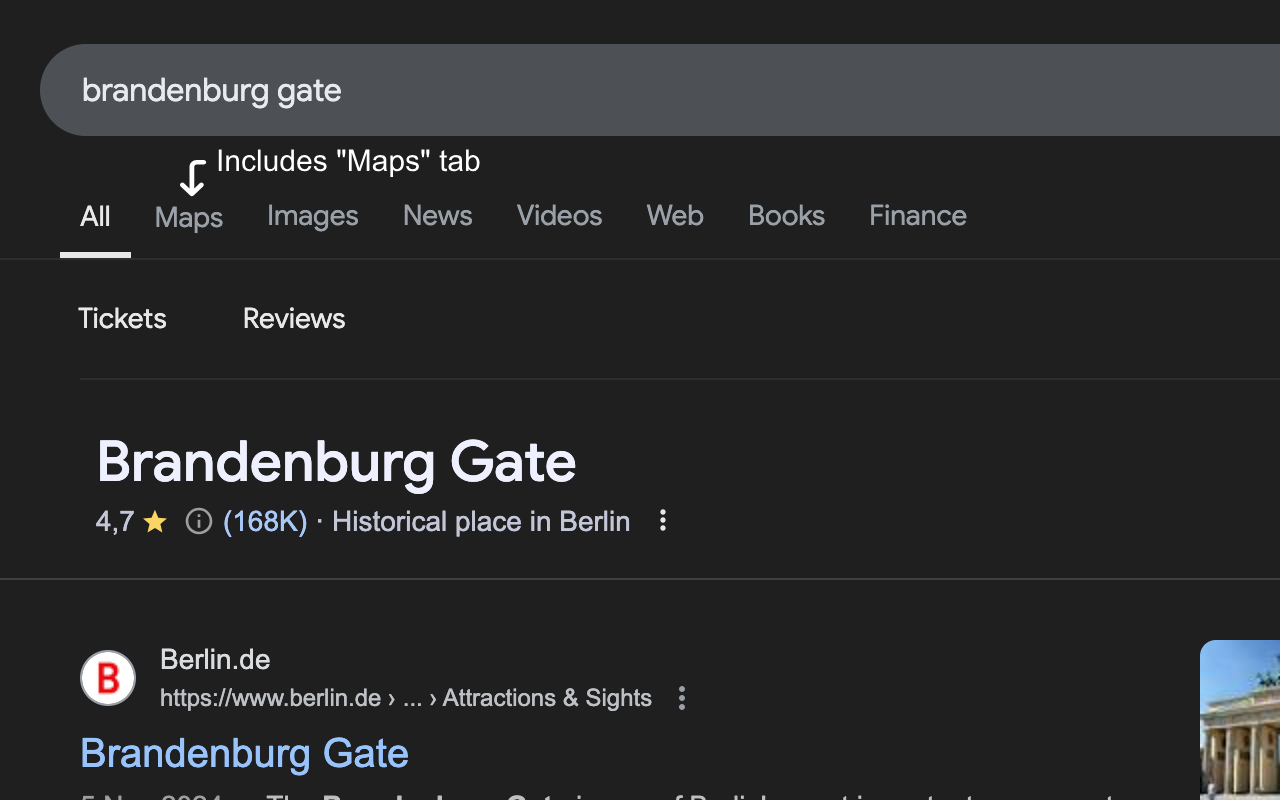 brandenburg gate
Includes "Maps" tab
All Maps Images News Videos Web Books Finance
Tickets Reviews
Brandenburg Gate
4,7 (168K) · Historical place in Berlin
B
Berlin.de
https://www.berlin.de › ... › Attractions & Sights
Brandenburg Gate